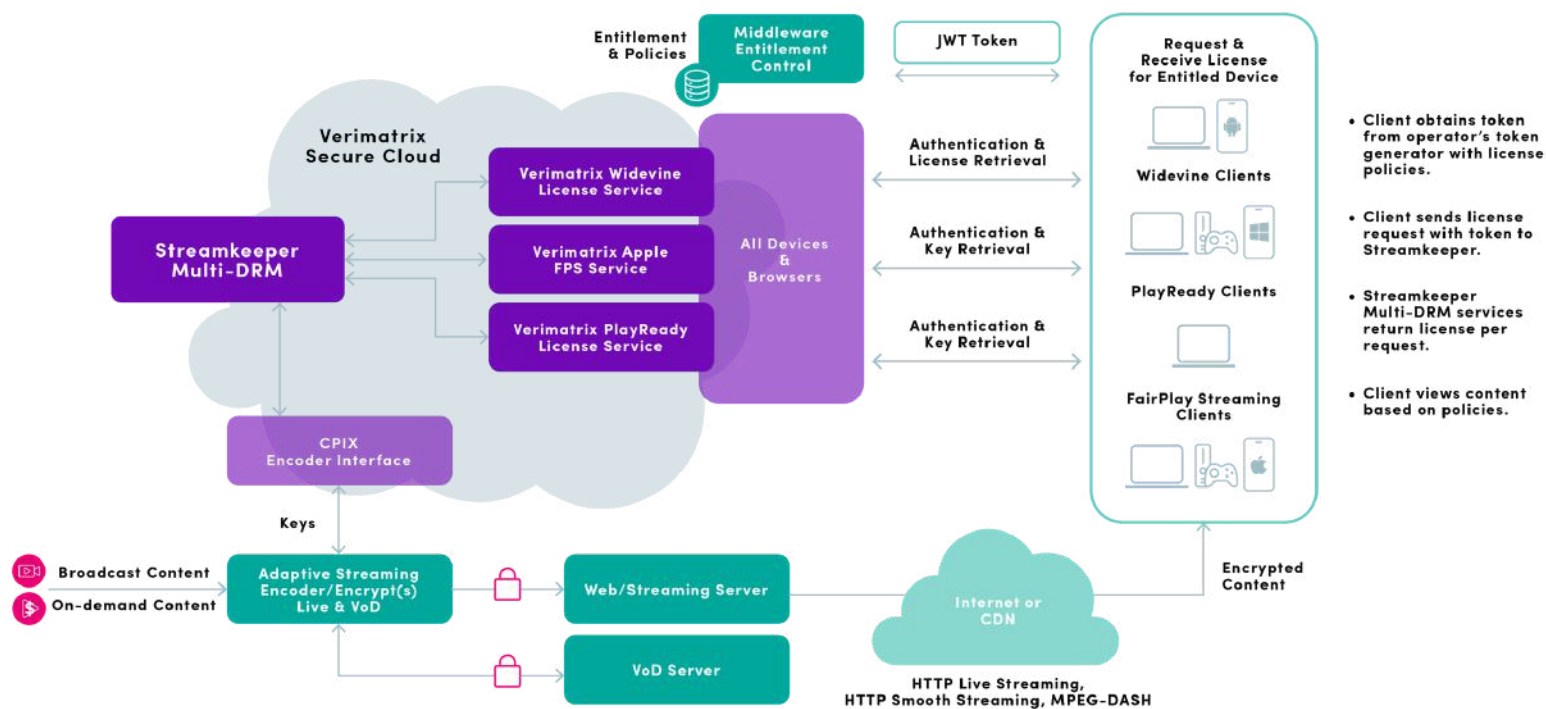 Entitlement
& Policies
Middleware
Entitlement
Control
JWT Token
Request &
Receive License
for Entitled Device
Verimatrix
Secure Cloud
Streamkeeper
Multi-DRM
Verimatrix Widevine
License Service
Verimatrix Apple
FPS Service
Verimatrix PlayReady
License Service
All Devices
&
Browsers
Authentication &
License Retrieval
Authentication &
Key Retrieval
Authentication &
Key Retrieval
Widevine Clients
PlayReady Clients
FairPlay Streaming
Clients
• Client obtains token
from operator's token
generator with license
policies.
• Client sends license
request with token to
Streamkeeper.
• Streamkeeper
Multi-DRM services
return license per
request.
• Client views content
based on policies.
CPIX
Encoder Interface
Keys
Broadcast Content
On-demand Content
$
Adaptive Streaming
Encoder/Encrypt(s)
Live & VoD
Web/Streaming Server
VoD Server
Internet or
CDN
Encrypted
Content
HTTP Live Streaming,
HTTP Smooth Streaming, MPEG-DASH